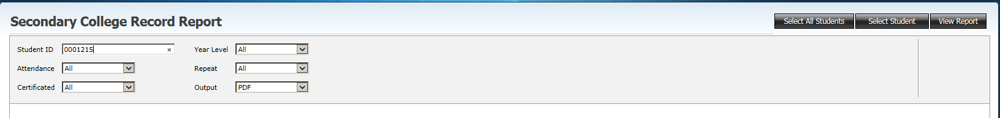 Secondary College Record Report
Select All Students Select Student View Report
Student ID 0001215 × Year Level All
Attendance All Repeat All
Certificated All Output PDF